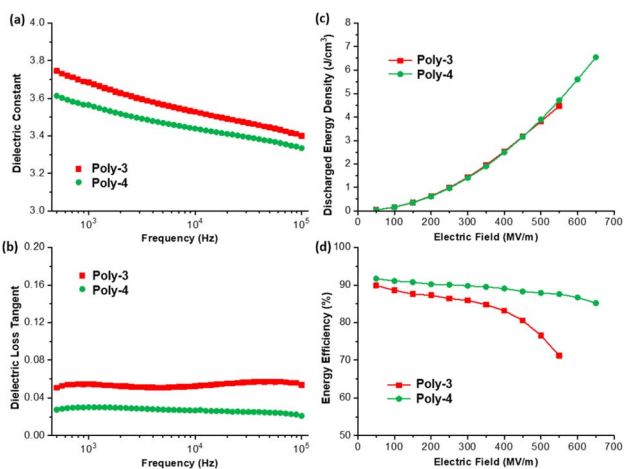 (a)
Dielectric Constant
4.0
3.8
3.6
3.4
3.2
3.0
Poly-3
Poly-4
10³ 10⁴ 10⁵
Frequency (Hz)
(b)
Dielectric Loss Tangent
0.20
0.16
0.12
0.08
0.04
0.00
Poly-3
Poly-4
10³ 10⁴ 10⁵
Frequency (Hz)
(c)
Discharged Energy Density (J/cm³)
8
7
6
5
4
3
2
1
0
Poly-3
Poly-4
0 100 200 300 400 500 600 700
Electric Field (MV/m)
(d)
Energy Efficiency (%)
100
90
80
70
60
50
Poly-3
Poly-4
0 100 200 300 400 500 600 700
Electric Field (MV/m)